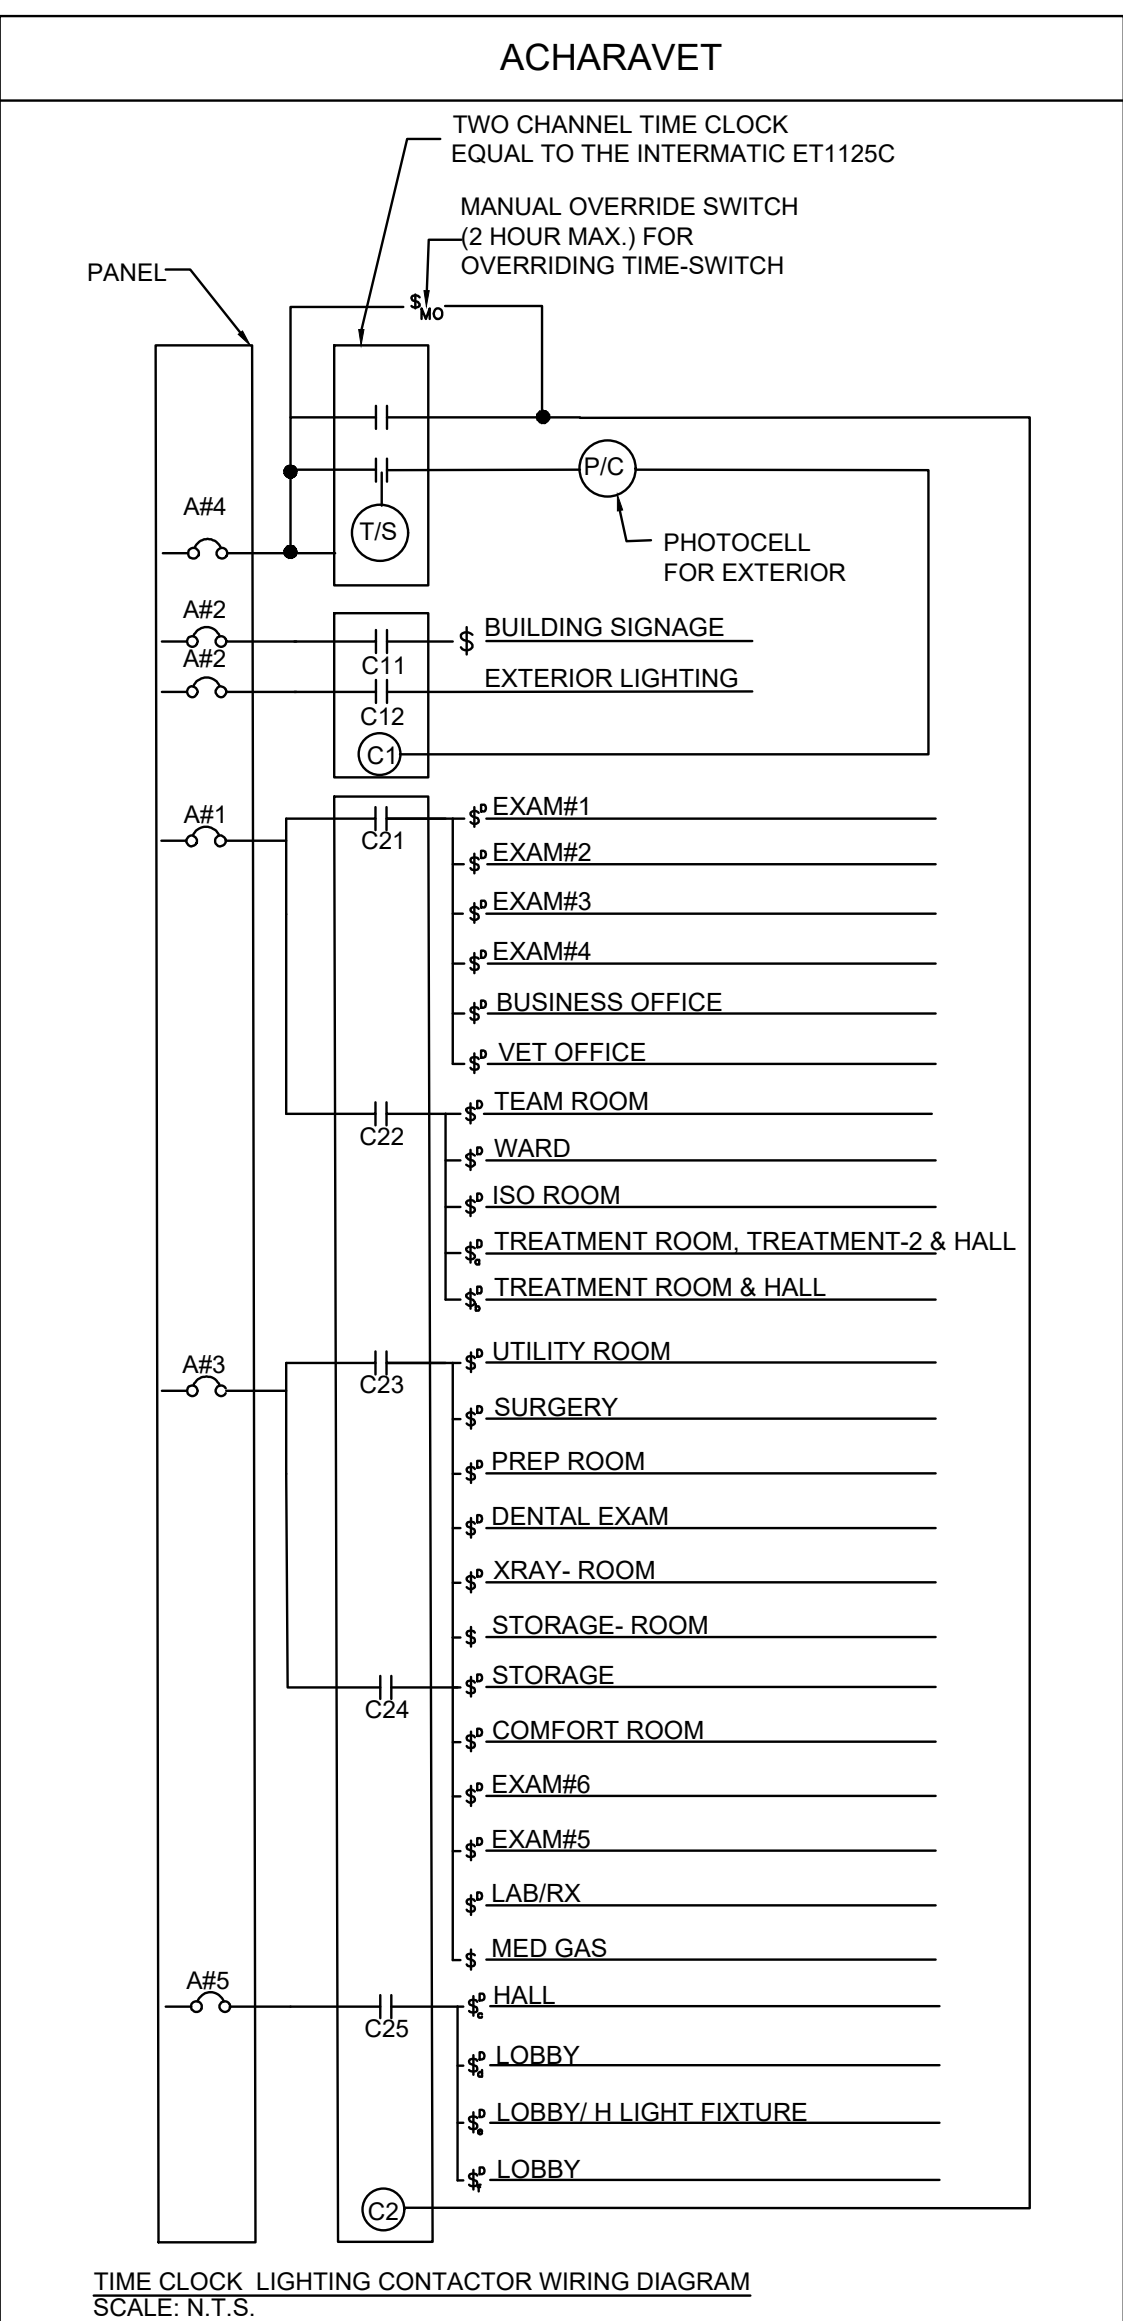 ACHARAVET
TWO CHANNEL TIME CLOCK
EQUAL TO THE INTERMATIC ET1125C
MANUAL OVERRIDE SWITCH
(2 HOUR MAX.) FOR
OVERRIDING TIME-SWITCH
PANEL
$MO
P/C
A#4
T/S
PHOTOCELL
FOR EXTERIOR
A#2
$ BUILDING SIGNAGE
C11
A#2
EXTERIOR LIGHTING
C12
C1
A#1
$D EXAM#1
C21
$D EXAM#2
$D EXAM#3
$D EXAM#4
$D BUSINESS OFFICE
$D VET OFFICE
$D TEAM ROOM
C22
$D WARD
$D ISO ROOM
$D a TREATMENT ROOM, TREATMENT-2 & HALL
$D b TREATMENT ROOM & HALL
A#3
$D UTILITY ROOM
C23
$D SURGERY
$D PREP ROOM
$D DENTAL EXAM
$D XRAY- ROOM
$ STORAGE- ROOM
$D STORAGE
C24
$D COMFORT ROOM
$D EXAM#6
$D EXAM#5
$D LAB/RX
$ MED GAS
A#5
$D c HALL
C25
$D d LOBBY
$D e LOBBY/ H LIGHT FIXTURE
$D f LOBBY
C2
TIME CLOCK LIGHTING CONTACTOR WIRING DIAGRAM
SCALE: N.T.S.